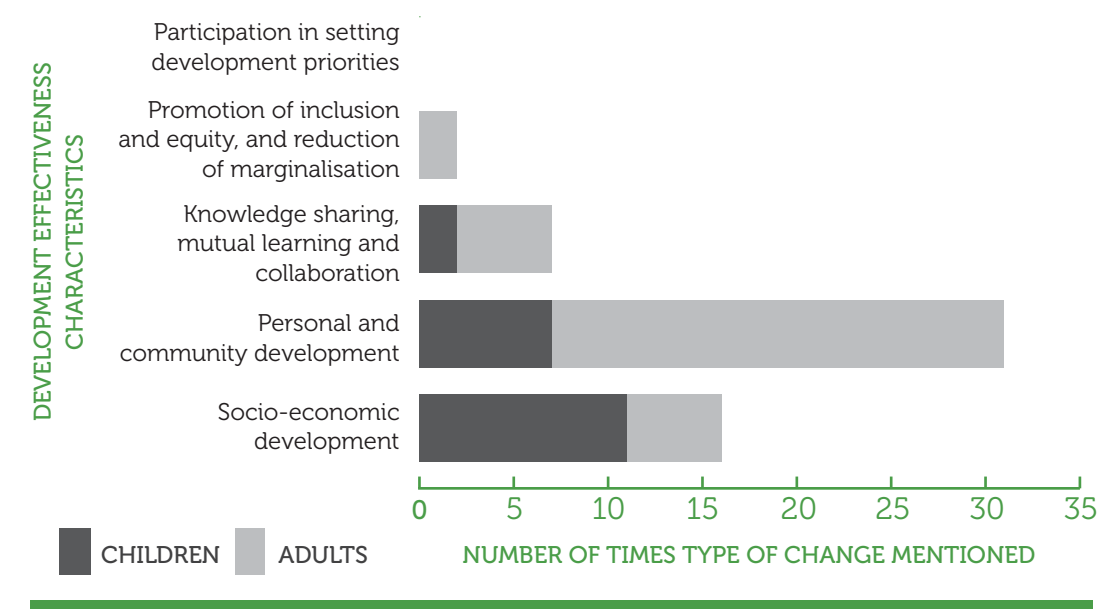 DEVELOPMENT EFFECTIVENESS
CHARACTERISTICS
Participation in setting
development priorities
Promotion of inclusion
and equity, and reduction
of marginalisation
Knowledge sharing,
mutual learning and
collaboration
Personal and
community development
Socio-economic
development
0 5 10 15 20 25 30 35
CHILDREN ADULTS
NUMBER OF TIMES TYPE OF CHANGE MENTIONED